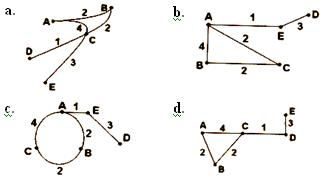 a.
A 2 B
4 2
D 1 C
3
E
b.
A 1 E 3 D
4 2
B 2 C
c.
A 1 E
4 2 3
C B D
2
d.
E
3
A 4 C 1 D
2 2
B